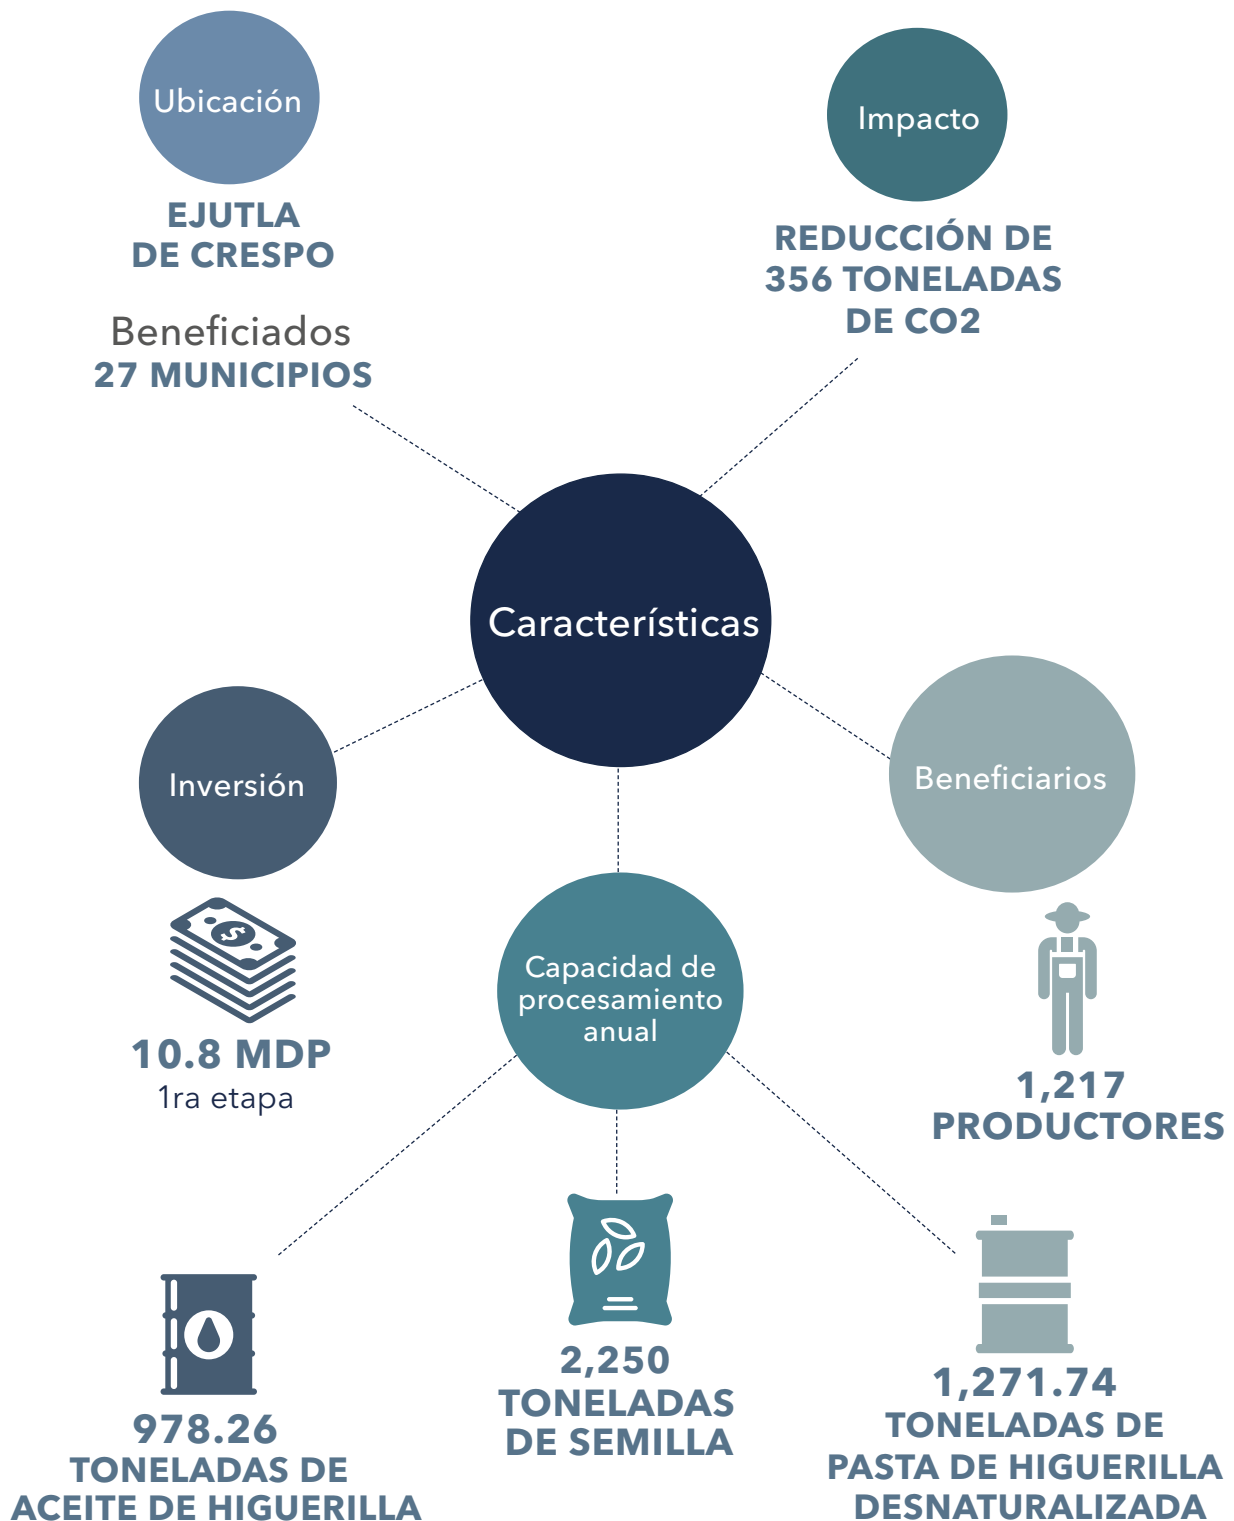 Ubicación
EJUTLA
DE CRESPO
Beneficiados
27 MUNICIPIOS
Impacto
REDUCCIÓN DE
356 TONELADAS
DE CO2
Características
Inversión
$
10.8 MDP
1ra etapa
Beneficiarios
1,217
PRODUCTORES
Capacidad de
procesamiento
anual
978.26
TONELADAS DE
ACEITE DE HIGUERILLA
2,250
TONELADAS
DE SEMILLA
1,271.74
TONELADAS DE
PASTA DE HIGUERILLA
DESNATURALIZADA